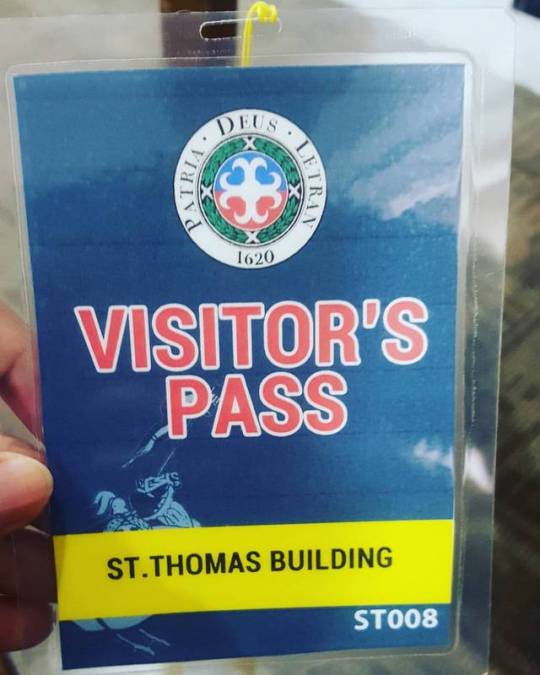 PATRIA · DEUS · LETRAN
1620
VISITOR'S
PASS
ST.THOMAS BUILDING
ST008